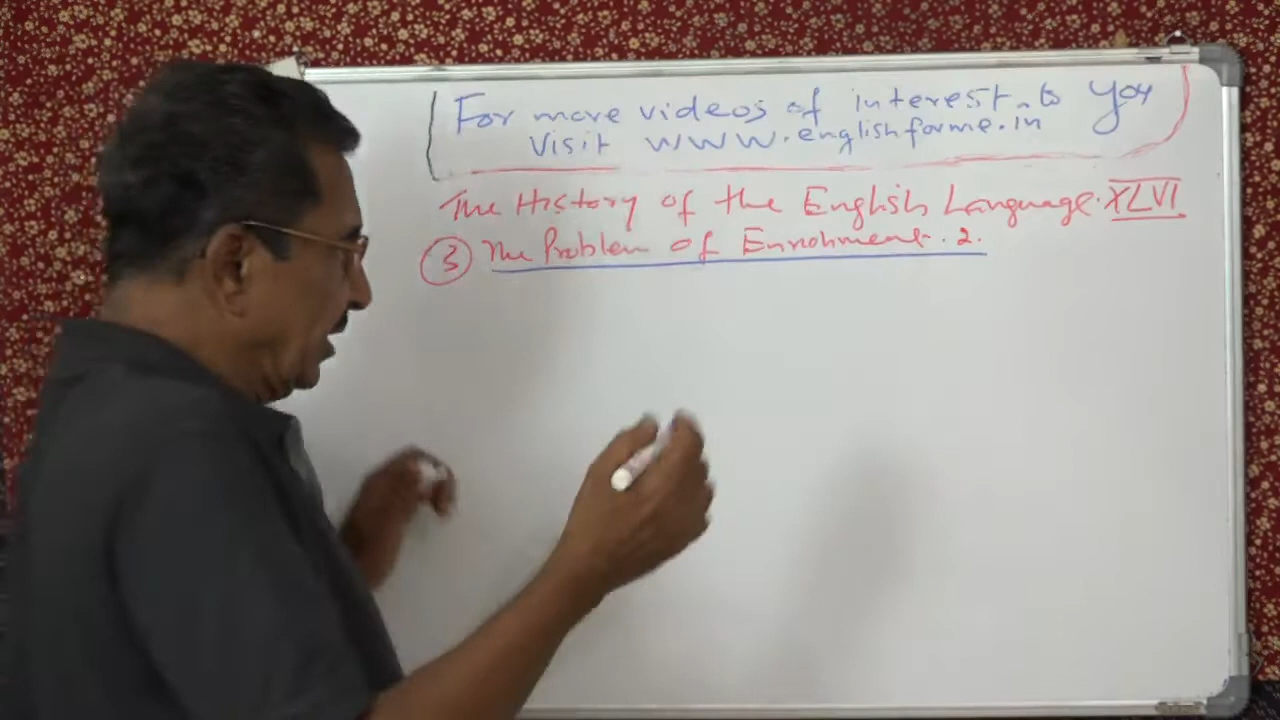 For more videos of interest to you
Visit www.englishforme.in
The History of the English Language. XLVI
3 The Problem of Enrichment. 2.